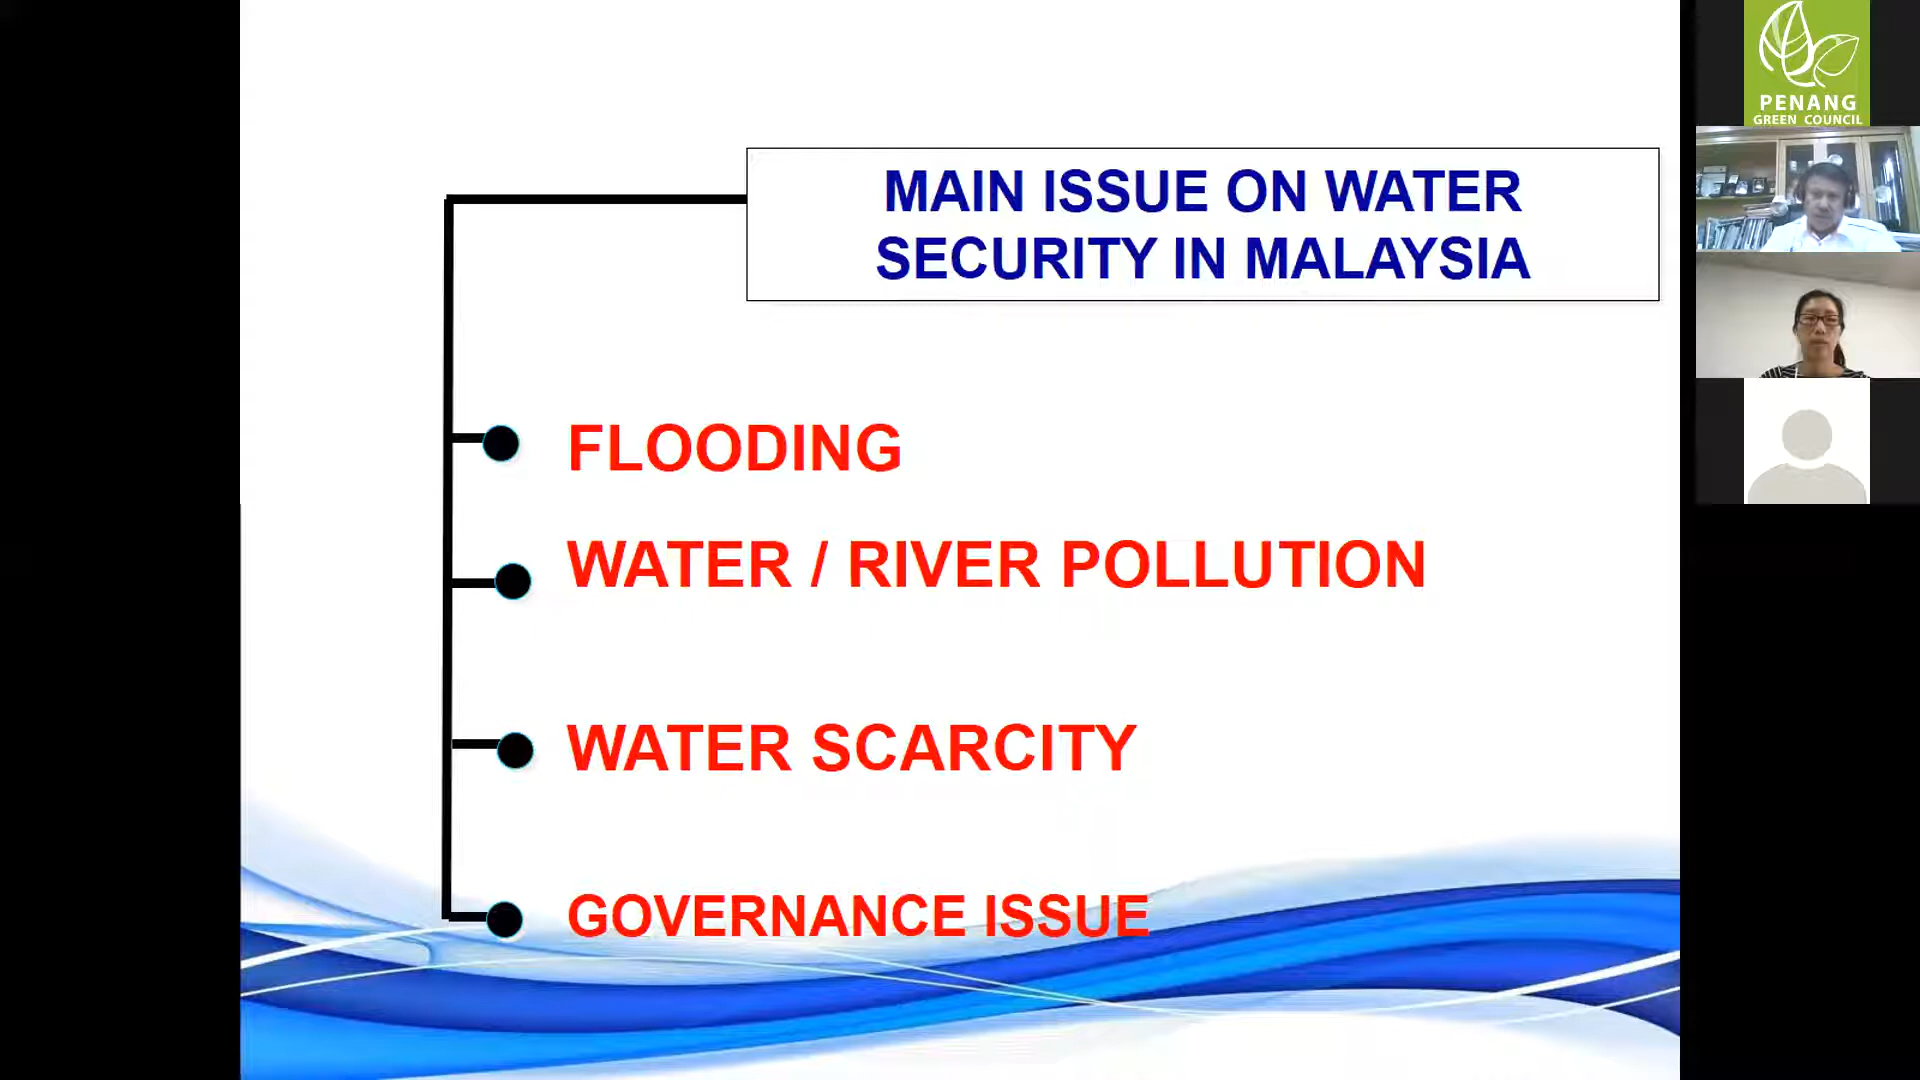 MAIN ISSUE ON WATER
SECURITY IN MALAYSIA
FLOODING
WATER / RIVER POLLUTION
WATER SCARCITY
GOVERNANCE ISSUE
PENANG
GREEN COUNCIL